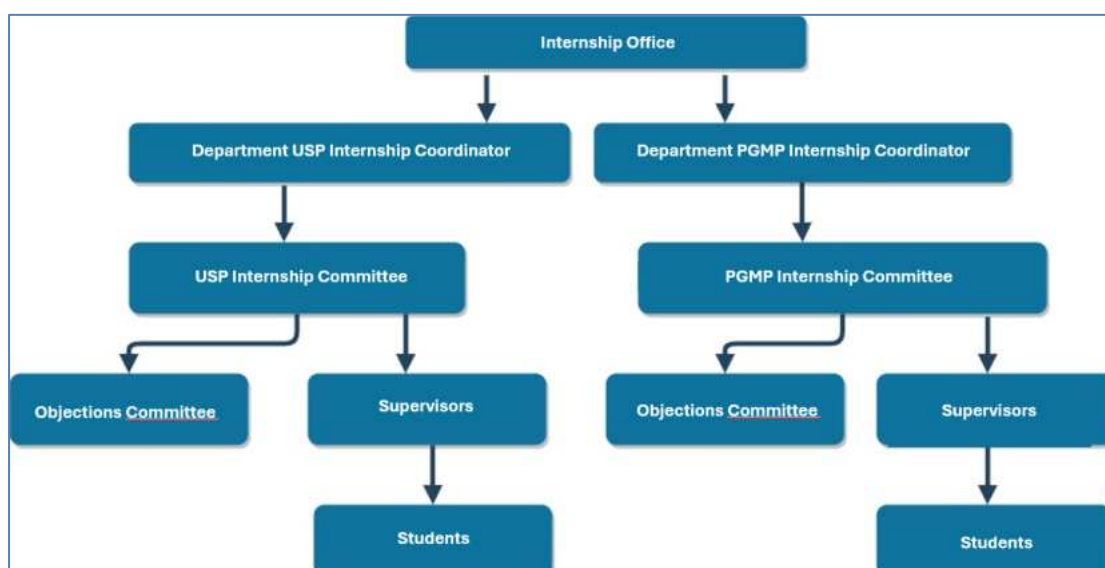 Internship Office
Department USP Internship Coordinator
Department PGMP Internship Coordinator
USP Internship Committee
PGMP Internship Committee
Objections Committee
Supervisors
Objections Committee
Supervisors
Students
Students